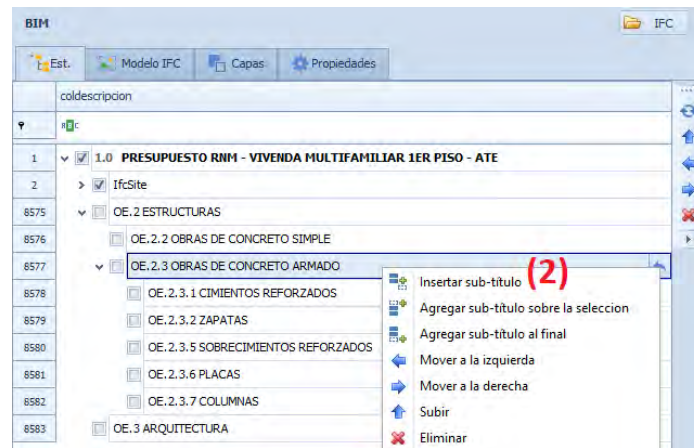 BIM
IFC
Est. Modelo IFC Capas Propiedades
coldescripcion
1 1.0 PRESUPUESTO RNM - VIVENDA MULTIFAMILIAR 1ER PISO - ATE
2 IfcSite
8575 OE.2 ESTRUCTURAS
8576 OE.2.2 OBRAS DE CONCRETO SIMPLE
8577 OE.2.3 OBRAS DE CONCRETO ARMADO
8578 OE.2.3.1 CIMIENTOS REFORZADOS
8579 OE.2.3.2 ZAPATAS
8580 OE.2.3.5 SOBRECIMIENTOS REFORZADOS
8581 OE.2.3.6 PLACAS
8582 OE.2.3.7 COLUMNAS
8583 OE.3 ARQUITECTURA
Insertar sub-título (2)
Agregar sub-título sobre la seleccion
Agregar sub-título al final
Mover a la izquierda
Mover a la derecha
Subir
Eliminar